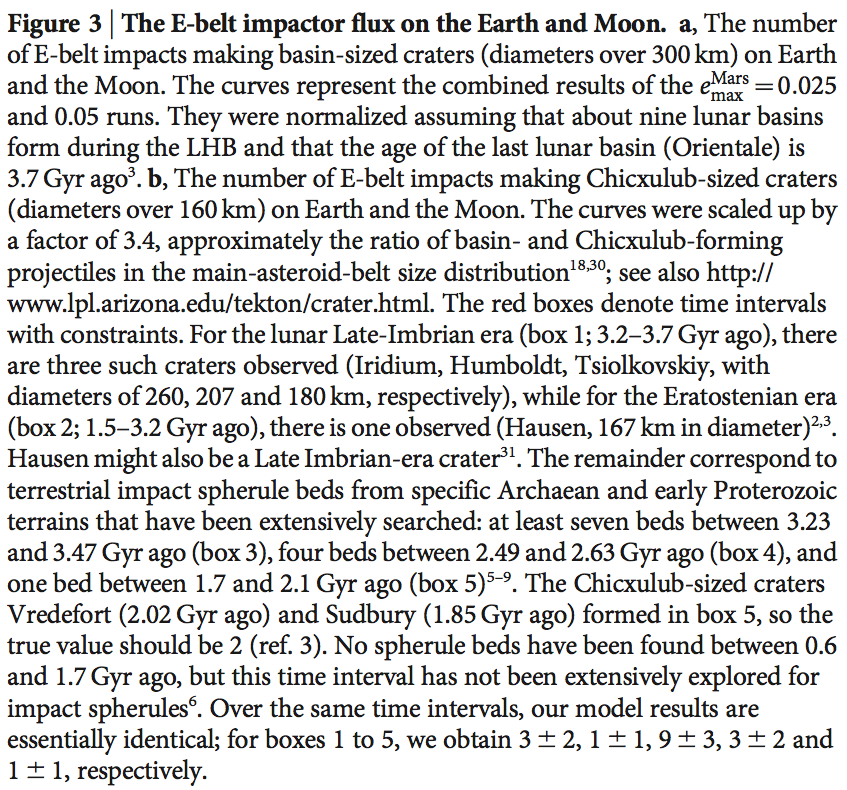 Figure 3 | The E-belt impactor flux on the Earth and Moon. a, The number
of E-belt impacts making basin-sized craters (diameters over 300 km) on Earth
and the Moon. The curves represent the combined results of the e^Mars_max = 0.025
and 0.05 runs. They were normalized assuming that about nine lunar basins
form during the LHB and that the age of the last lunar basin (Orientale) is
3.7 Gyr ago³. b, The number of E-belt impacts making Chicxulub-sized craters
(diameters over 160 km) on Earth and the Moon. The curves were scaled up by
a factor of 3.4, approximately the ratio of basin- and Chicxulub-forming
projectiles in the main-asteroid-belt size distribution¹⁸,³⁰; see also http://
www.lpl.arizona.edu/tekton/crater.html. The red boxes denote time intervals
with constraints. For the lunar Late-Imbrian era (box 1; 3.2–3.7 Gyr ago), there
are three such craters observed (Iridium, Humboldt, Tsiolkovskiy, with
diameters of 260, 207 and 180 km, respectively), while for the Eratostenian era
(box 2; 1.5–3.2 Gyr ago), there is one observed (Hausen, 167 km in diameter)²,³.
Hausen might also be a Late Imbrian-era crater³¹. The remainder correspond to
terrestrial impact spherule beds from specific Archaean and early Proterozoic
terrains that have been extensively searched: at least seven beds between 3.23
and 3.47 Gyr ago (box 3), four beds between 2.49 and 2.63 Gyr ago (box 4), and
one bed between 1.7 and 2.1 Gyr ago (box 5)⁵⁻⁹. The Chicxulub-sized craters
Vredefort (2.02 Gyr ago) and Sudbury (1.85 Gyr ago) formed in box 5, so the
true value should be 2 (ref. 3). No spherule beds have been found between 0.6
and 1.7 Gyr ago, but this time interval has not been extensively explored for
impact spherules⁶. Over the same time intervals, our model results are
essentially identical; for boxes 1 to 5, we obtain 3 ± 2, 1 ± 1, 9 ± 3, 3 ± 2 and
1 ± 1, respectively.